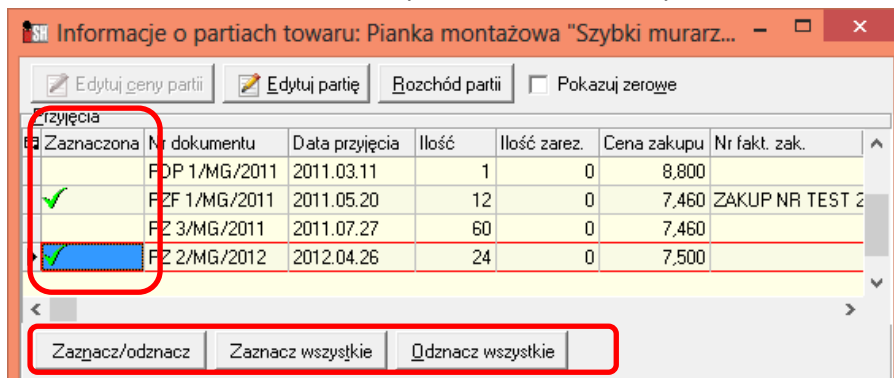 SH Informacje o partiach towaru: Pianka montażowa "Szybki murarz...
Edytuj ceny partii Edytuj partię Rozchód partii Pokazuj zerowe
Przyjęcia
Zaznaczona Nr dokumentu Data przyjęcia Ilość Ilość zarez. Cena zakupu Nr fakt. zak.
POP 1/MG/2011 2011.03.11 1 0 8,800
PZF 1/MG/2011 2011.05.20 12 0 7,460 ZAKUP NR TEST 2
PZ 3/MG/2011 2011.07.27 60 0 7,460
PZ 2/MG/2012 2012.04.26 24 0 7,500
Zaznacz/odznacz Zaznacz wszystkie Odznacz wszystkie